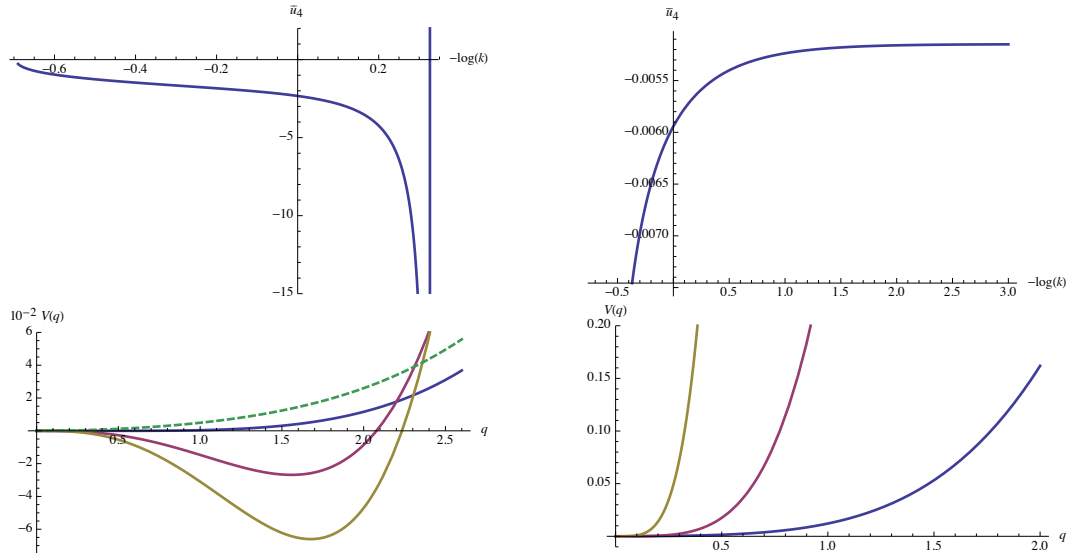 ū₄
−0.6 −0.4 −0.2 0.2 −log(k)
−5
−10
−15
ū₄
−0.0055
−0.0060
−0.0065
−0.0070
−0.5 0.5 1.0 1.5 2.0 2.5 3.0 −log(k)
10⁻² V(q)
6
4
2
0.5 1.0 1.5 2.0 2.5 q
−2
−4
−6
V(q)
0.20
0.15
0.10
0.05
0.5 1.0 1.5 2.0 q